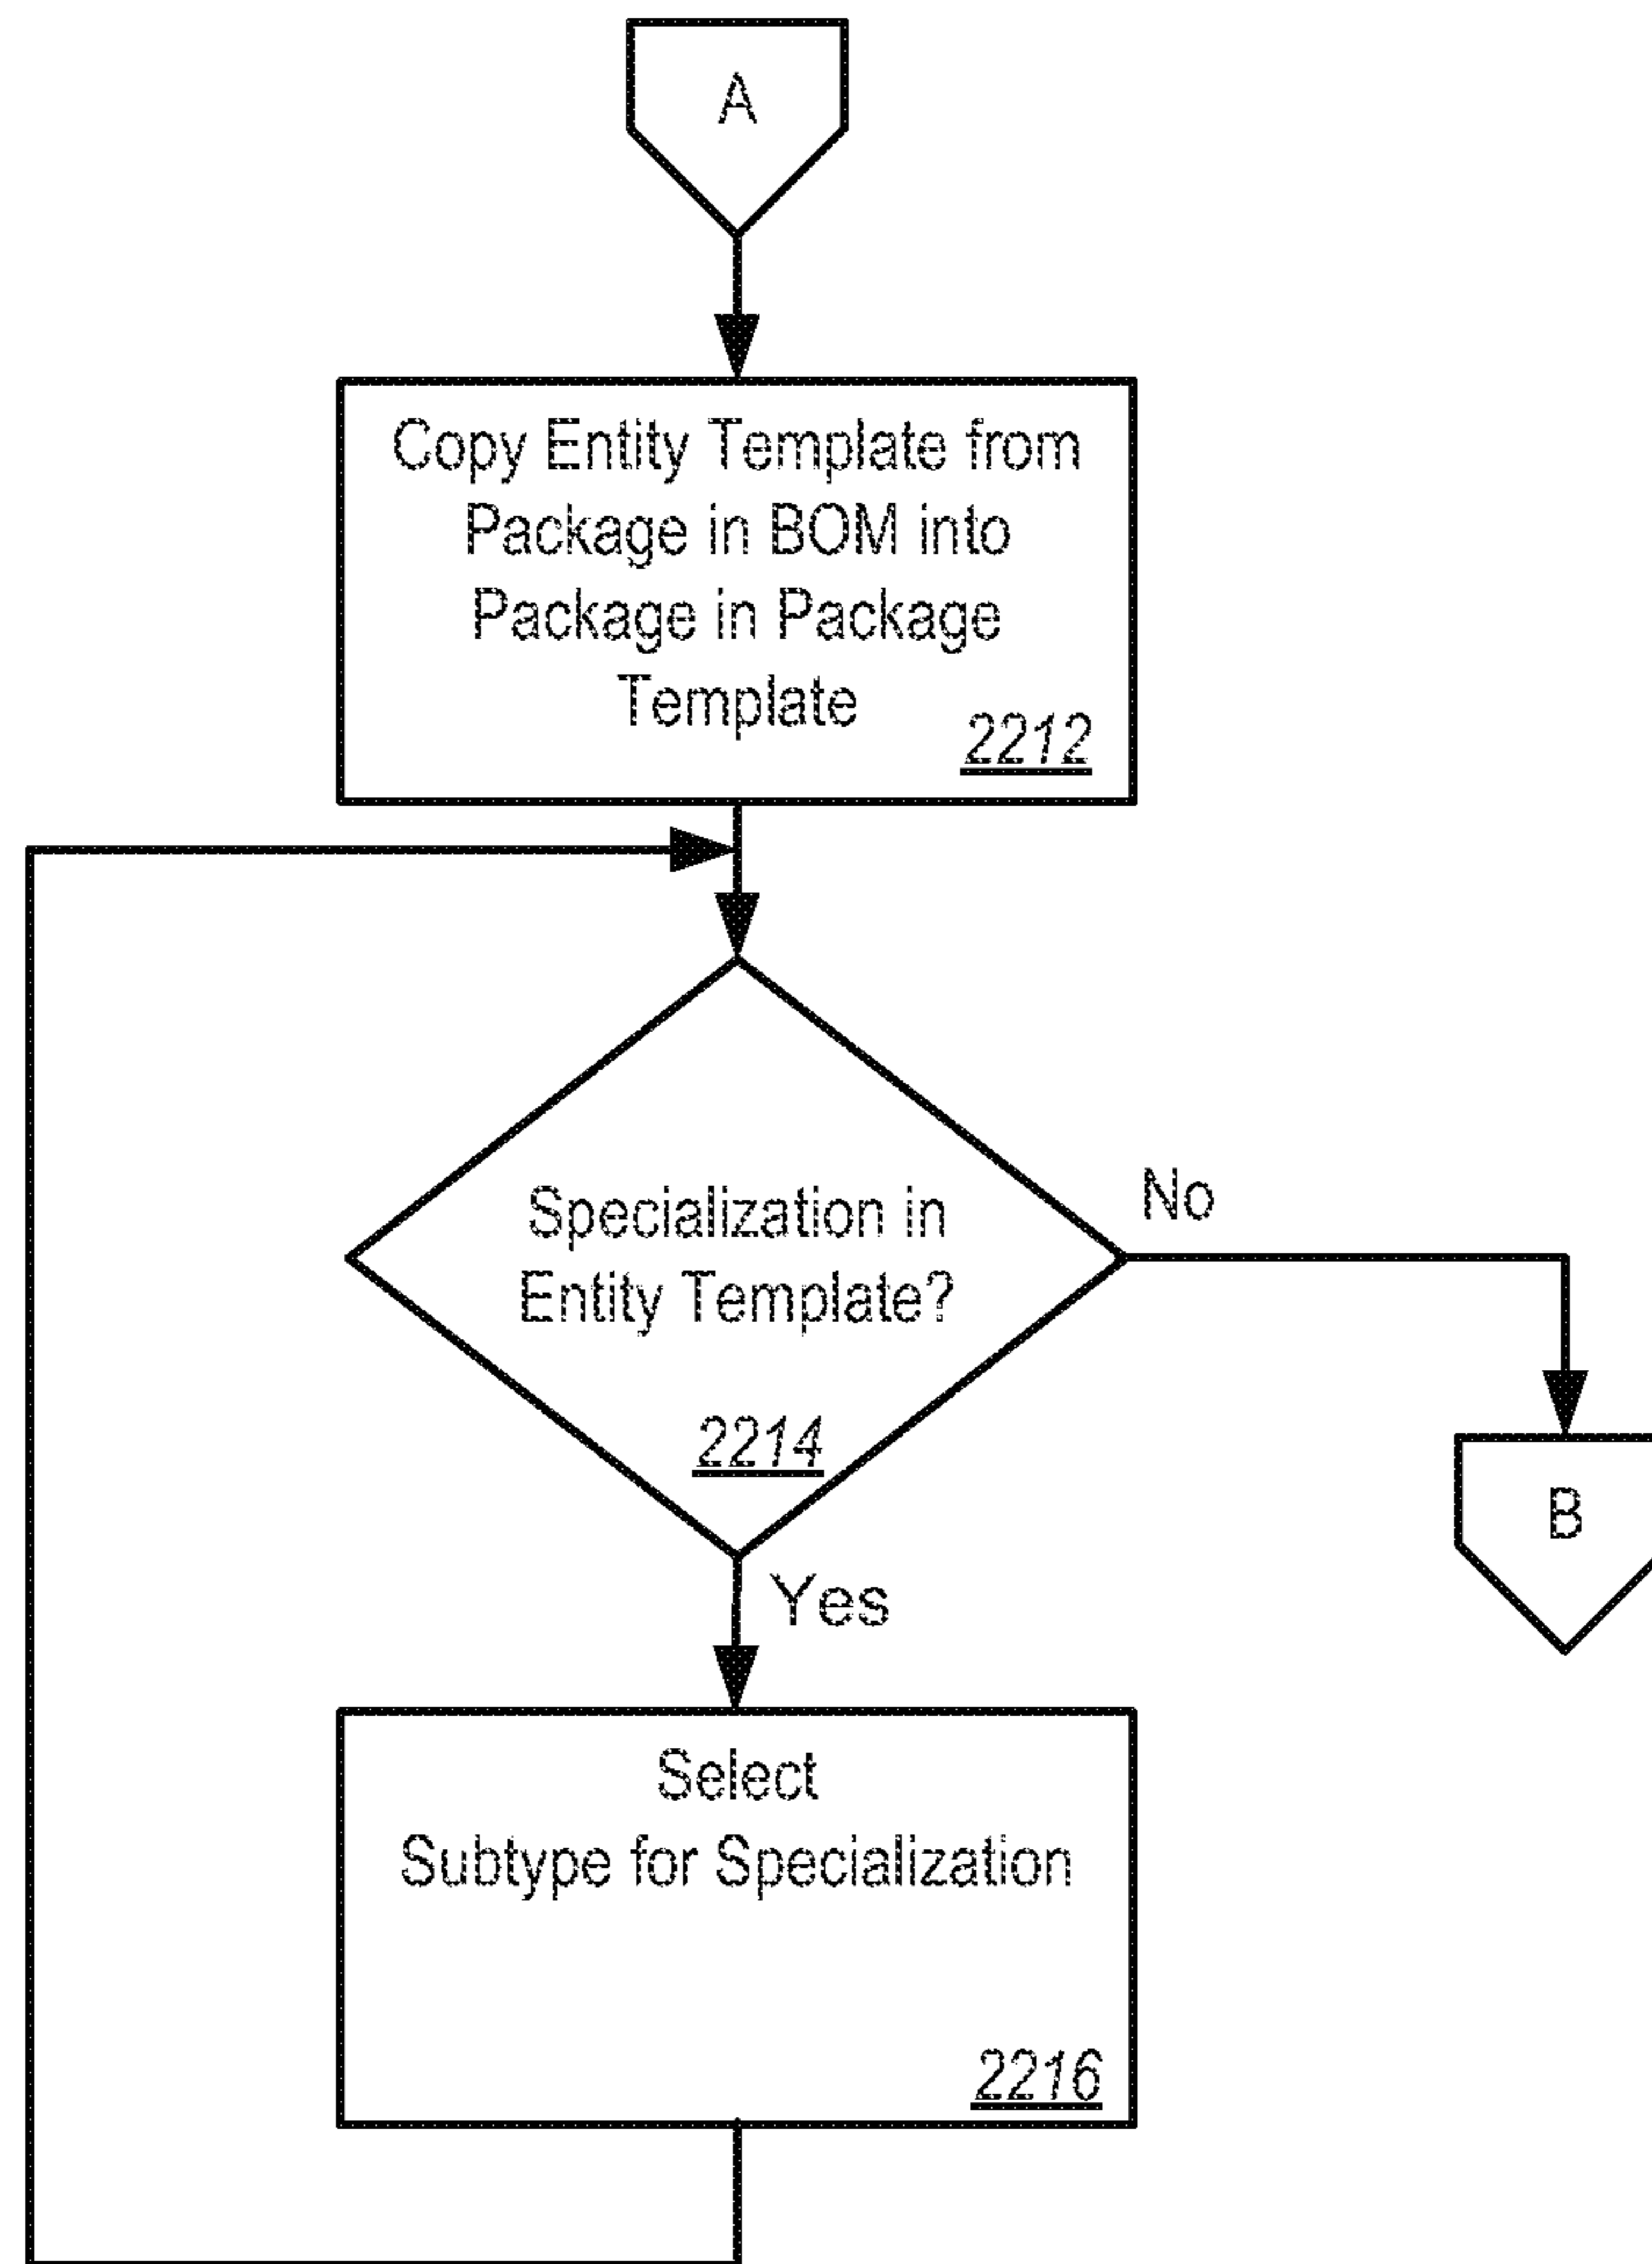 A
Copy Entity Template from
Package in BOM into
Package in Package
Template
2212
Specialization in
Entity Template?
2214
No
B
Yes
Select
Subtype for Specialization
2216